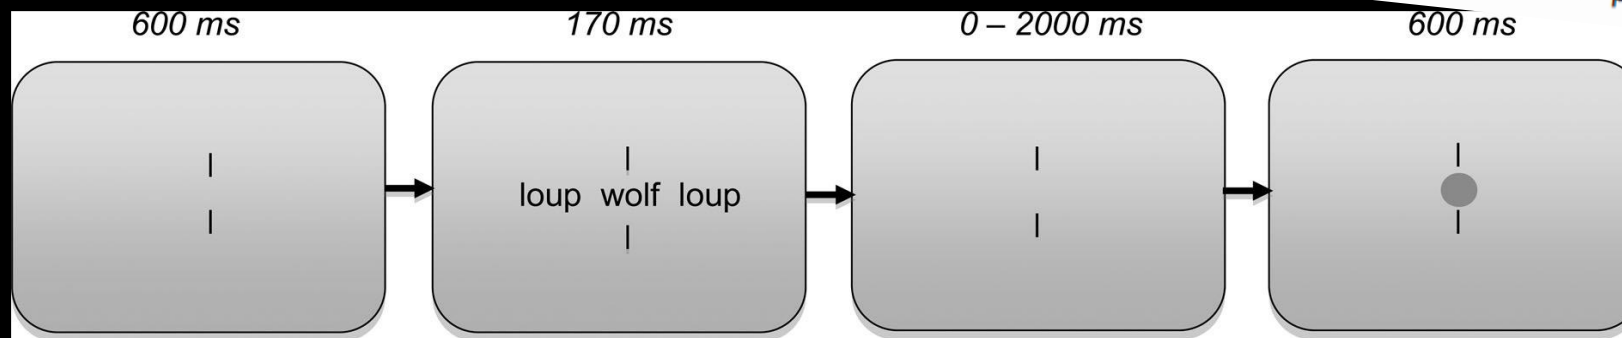 600 ms 170 ms 0 – 2000 ms 600 ms
loup wolf loup